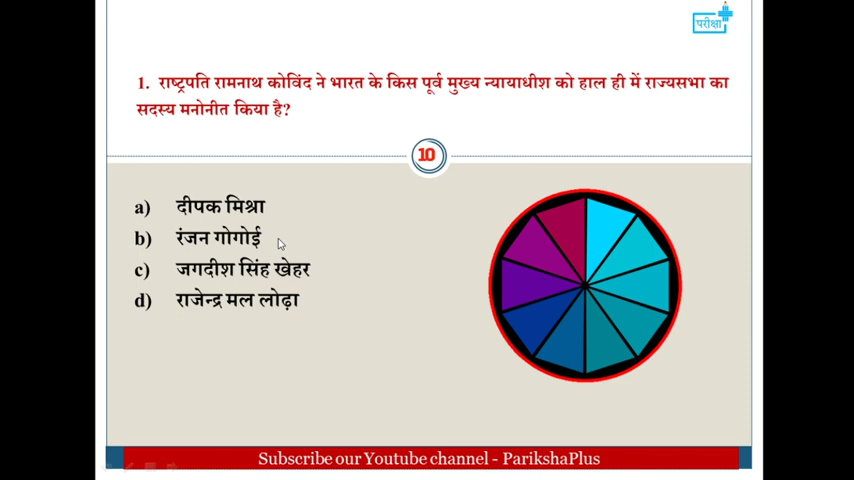 परीक्षा
1. राष्ट्रपति रामनाथ कोविंद ने भारत के किस पूर्व मुख्य न्यायाधीश को हाल ही में राज्यसभा का
सदस्य मनोनीत किया है?
10
a) दीपक मिश्रा
b) रंजन गोगोई
c) जगदीश सिंह खेहर
d) राजेन्द्र मल लोढ़ा
Subscribe our Youtube channel - ParikshaPlus